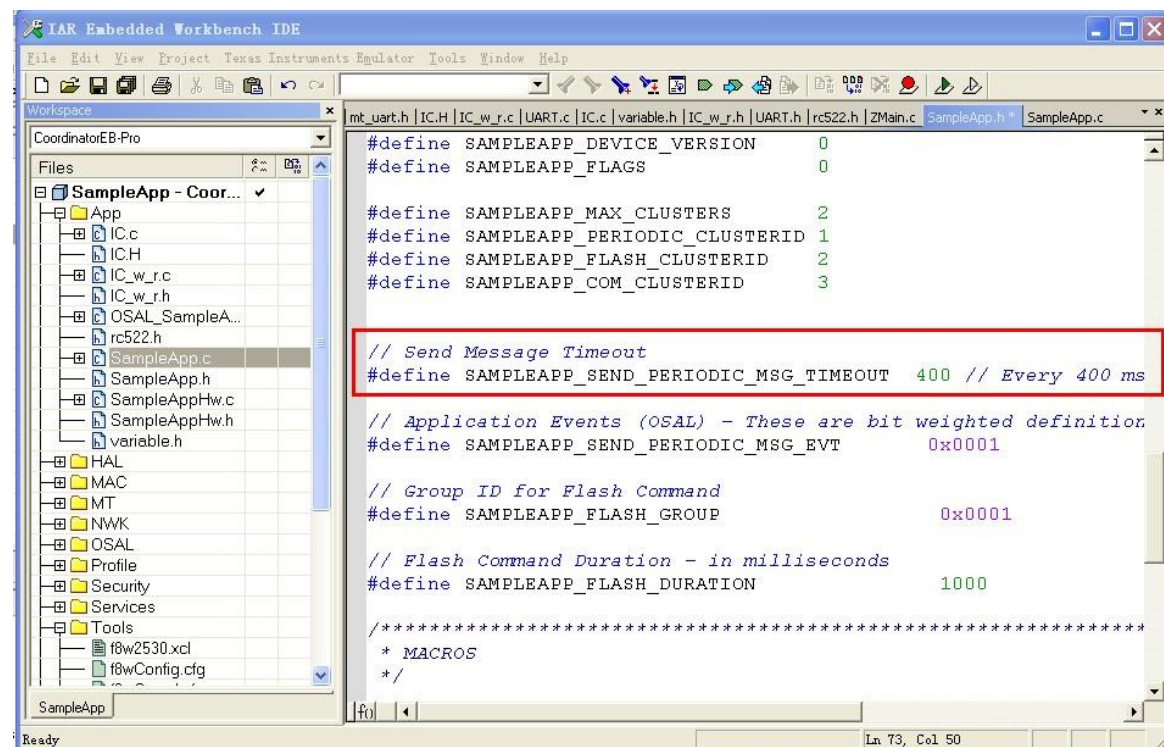 IAR Embedded Workbench IDE
File Edit View Project Texas Instruments Emulator Tools Window Help
Workspace
CoordinatorEB-Pro
Files
SampleApp - Coor...
App
IC.c
IC.H
IC_w_r.c
IC_w_r.h
OSAL_SampleA...
rc522.h
SampleApp.c
SampleApp.h
SampleAppHw.c
SampleAppHw.h
variable.h
HAL
MAC
MT
NWK
OSAL
Profile
Security
Services
Tools
f8w2530.xcl
f8wConfig.cfg
SampleApp
mt_uart.h | IC.H | IC_w_r.c | UART.c | IC.c | variable.h | IC_w_r.h | UART.h | rc522.h | ZMain.c | SampleApp.h * | SampleApp.c
#define SAMPLEAPP_DEVICE_VERSION 0
#define SAMPLEAPP_FLAGS 0
#define SAMPLEAPP_MAX_CLUSTERS 2
#define SAMPLEAPP_PERIODIC_CLUSTERID 1
#define SAMPLEAPP_FLASH_CLUSTERID 2
#define SAMPLEAPP_COM_CLUSTERID 3
// Send Message Timeout
#define SAMPLEAPP_SEND_PERIODIC_MSG_TIMEOUT 400 // Every 400 ms
// Application Events (OSAL) - These are bit weighted definition
#define SAMPLEAPP_SEND_PERIODIC_MSG_EVT 0x0001
// Group ID for Flash Command
#define SAMPLEAPP_FLASH_GROUP 0x0001
// Flash Command Duration - in milliseconds
#define SAMPLEAPP_FLASH_DURATION 1000
/***************************************************************
* MACROS
*/
f()
Ready
Ln 73, Col 50